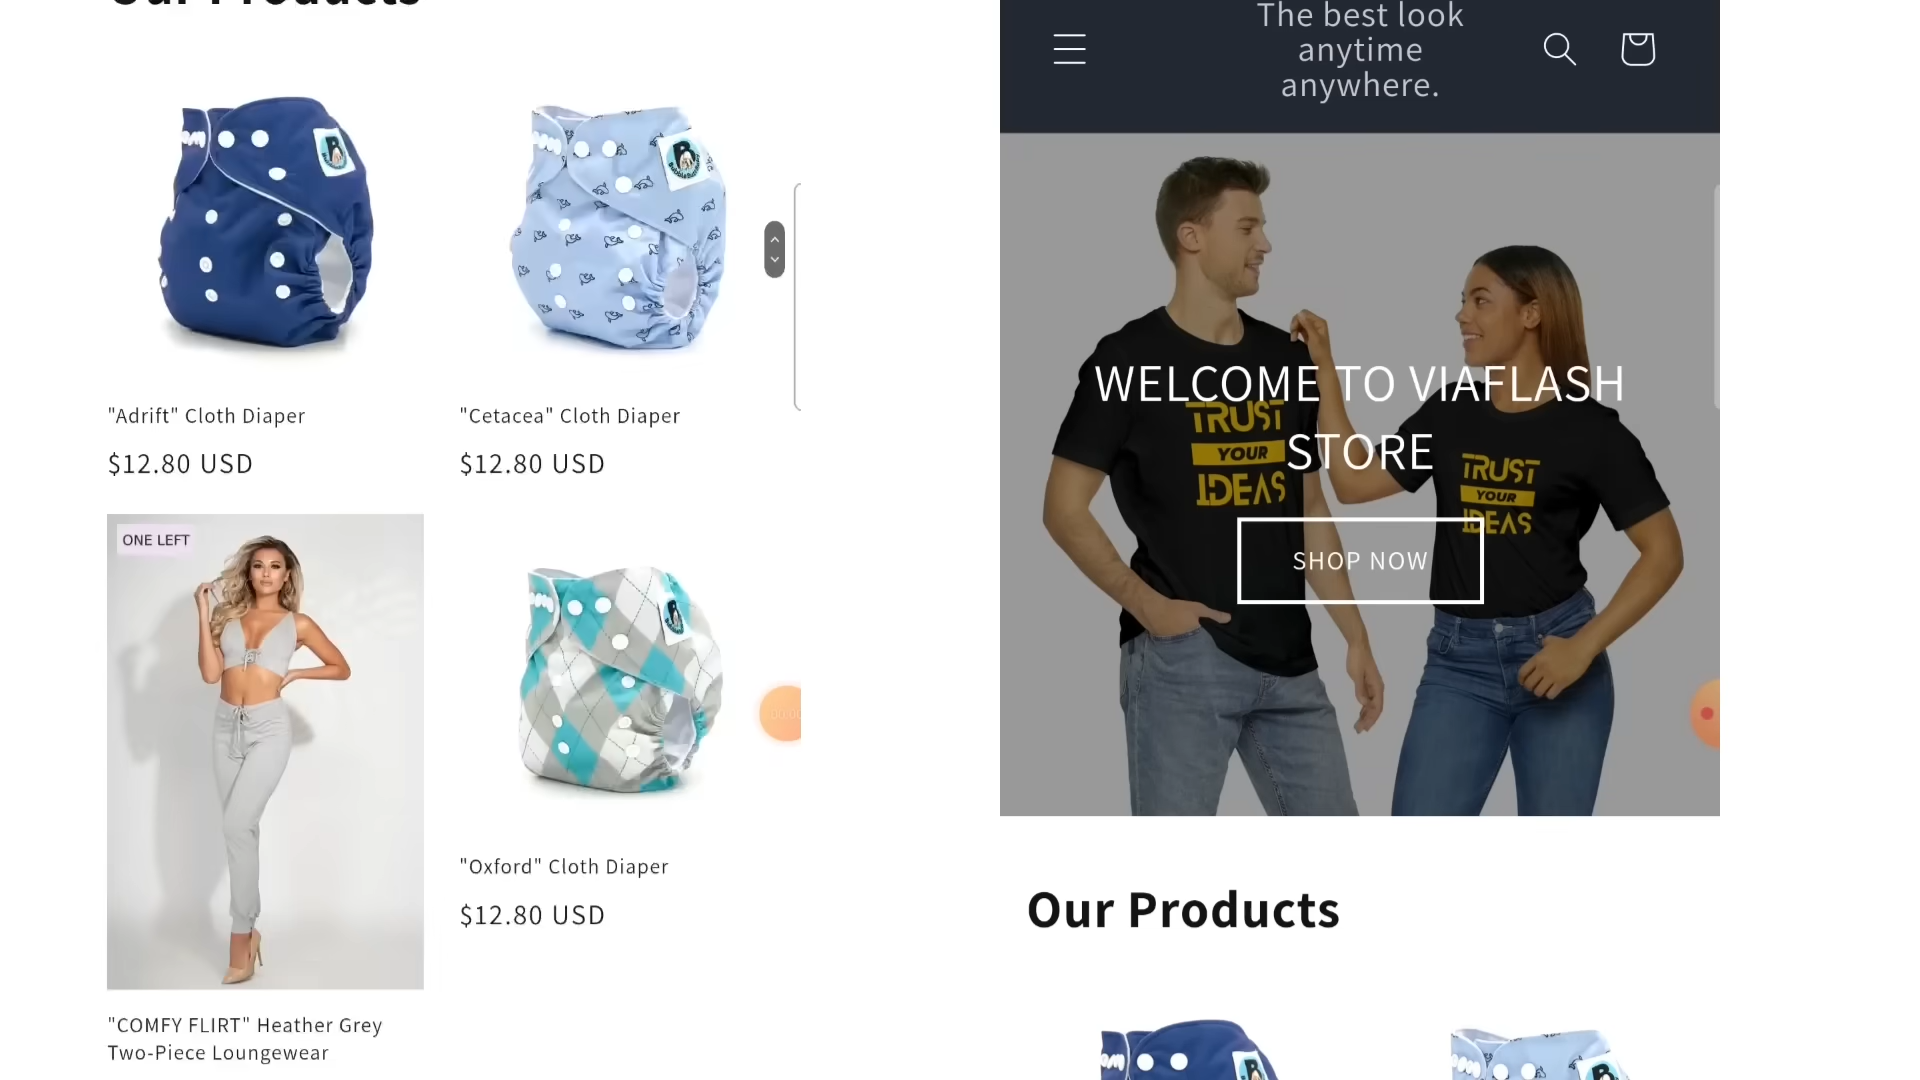 Our Products
"Adrift" Cloth Diaper
$12.80 USD
"Cetacea" Cloth Diaper
$12.80 USD
ONE LEFT
"COMFY FLIRT" Heather Grey
Two-Piece Loungewear
"Oxford" Cloth Diaper
$12.80 USD
The best look
anytime
anywhere.
WELCOME TO VIAFLASH
STORE
TRUST
YOUR
IDEAS
TRUST
YOUR
IDEAS
SHOP NOW
Our Products